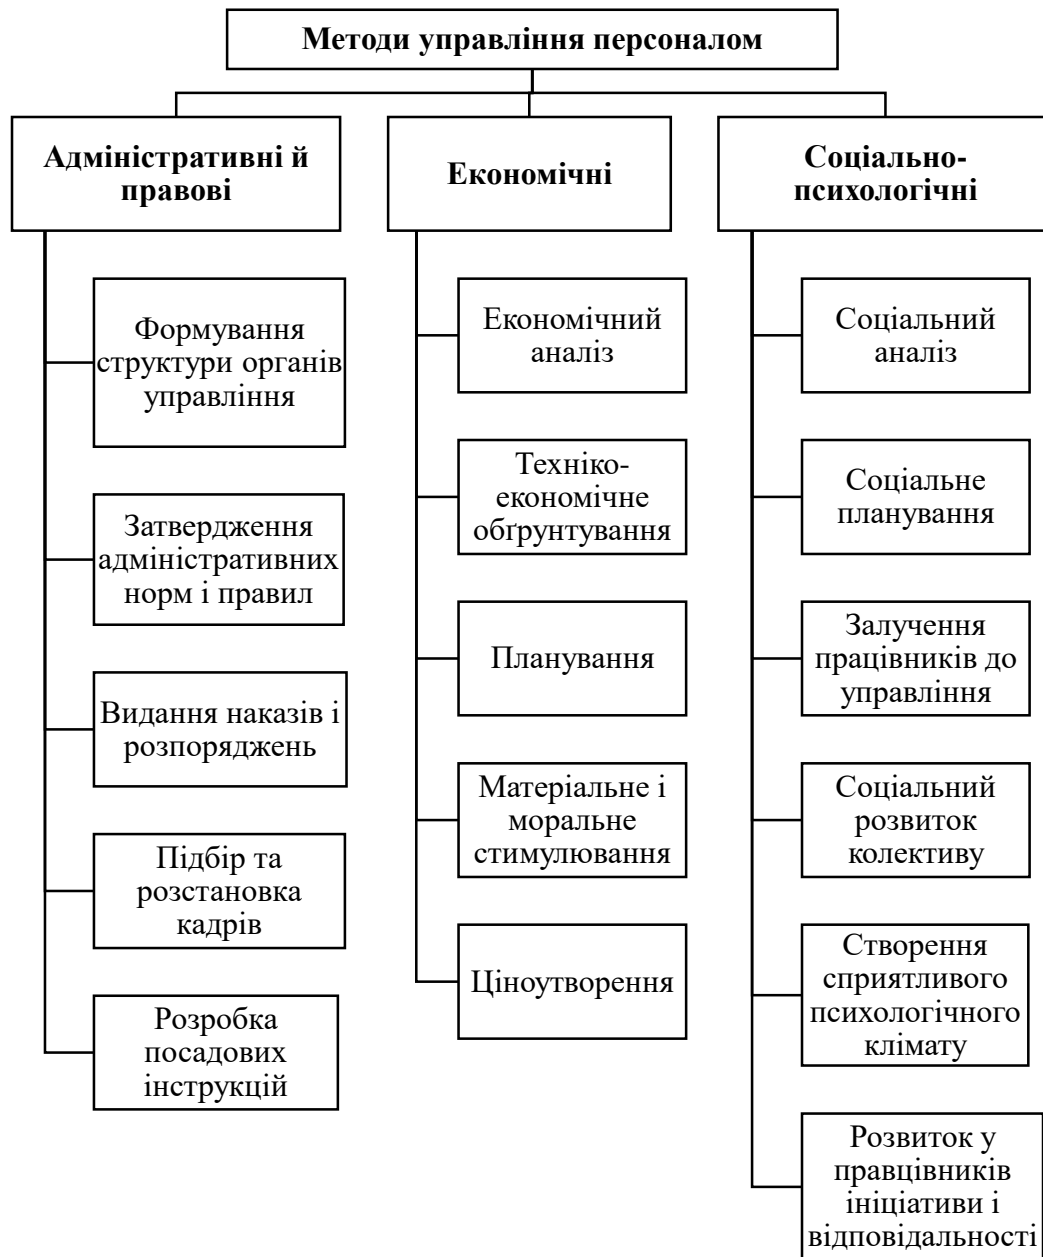 Методи управління персоналом
Адміністративні й
правові
Формування
структури органів
управління
Затвердження
адміністративних
норм і правил
Видання наказів і
розпоряджень
Підбір та
розстановка
кадрів
Розробка
посадових
інструкцій
Економічні
Економічний
аналіз
Техніко-
економічне
обґрунтування
Планування
Матеріальне і
моральне
стимулювання
Ціноутворення
Соціально-
психологічні
Соціальний
аналіз
Соціальне
планування
Залучення
працівників до
управління
Соціальний
розвиток
колективу
Створення
сприятливого
психологічного
клімату
Розвиток у
правцівників
ініціативи і
відповідальності